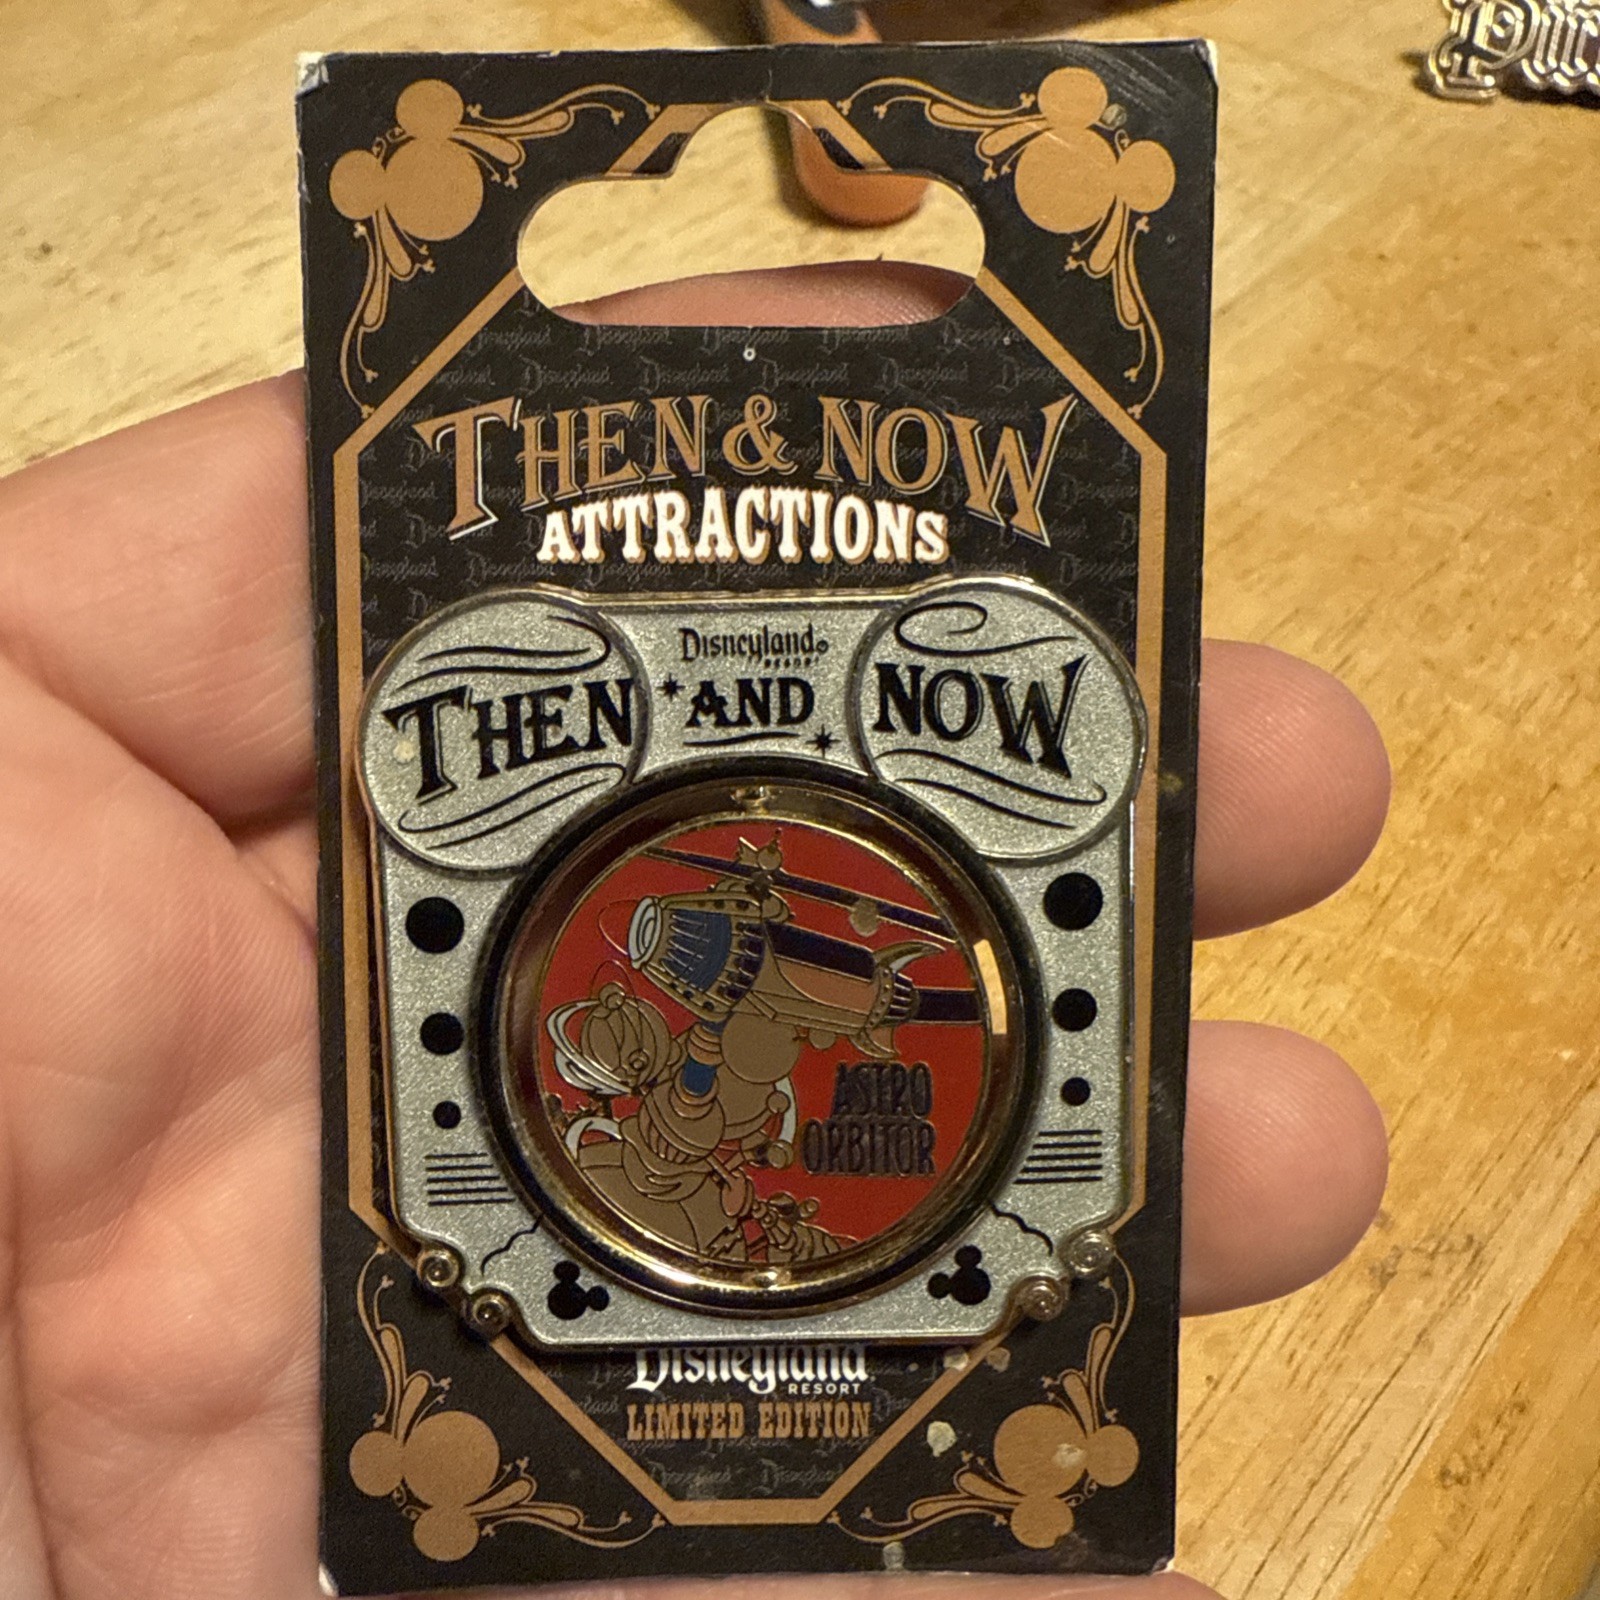 THEN & NOW
ATTRACTIONS
Disneyland
RESORT
THEN AND NOW
ASTRO
ORBITOR
Disneyland
RESORT
LIMITED EDITION